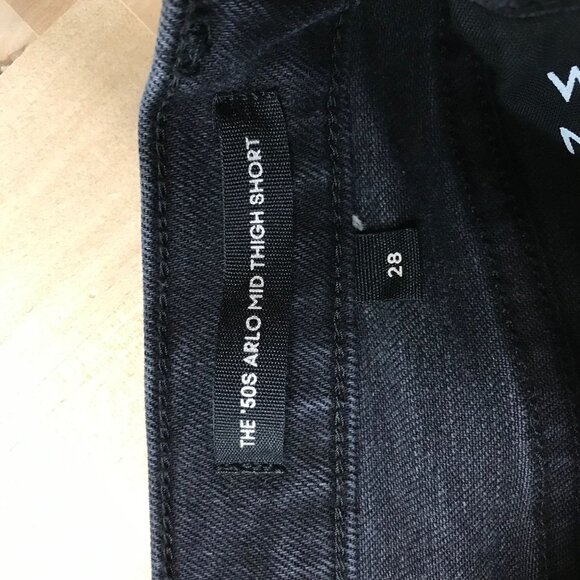 THE '50S ARLO MID THIGH SHORT
28